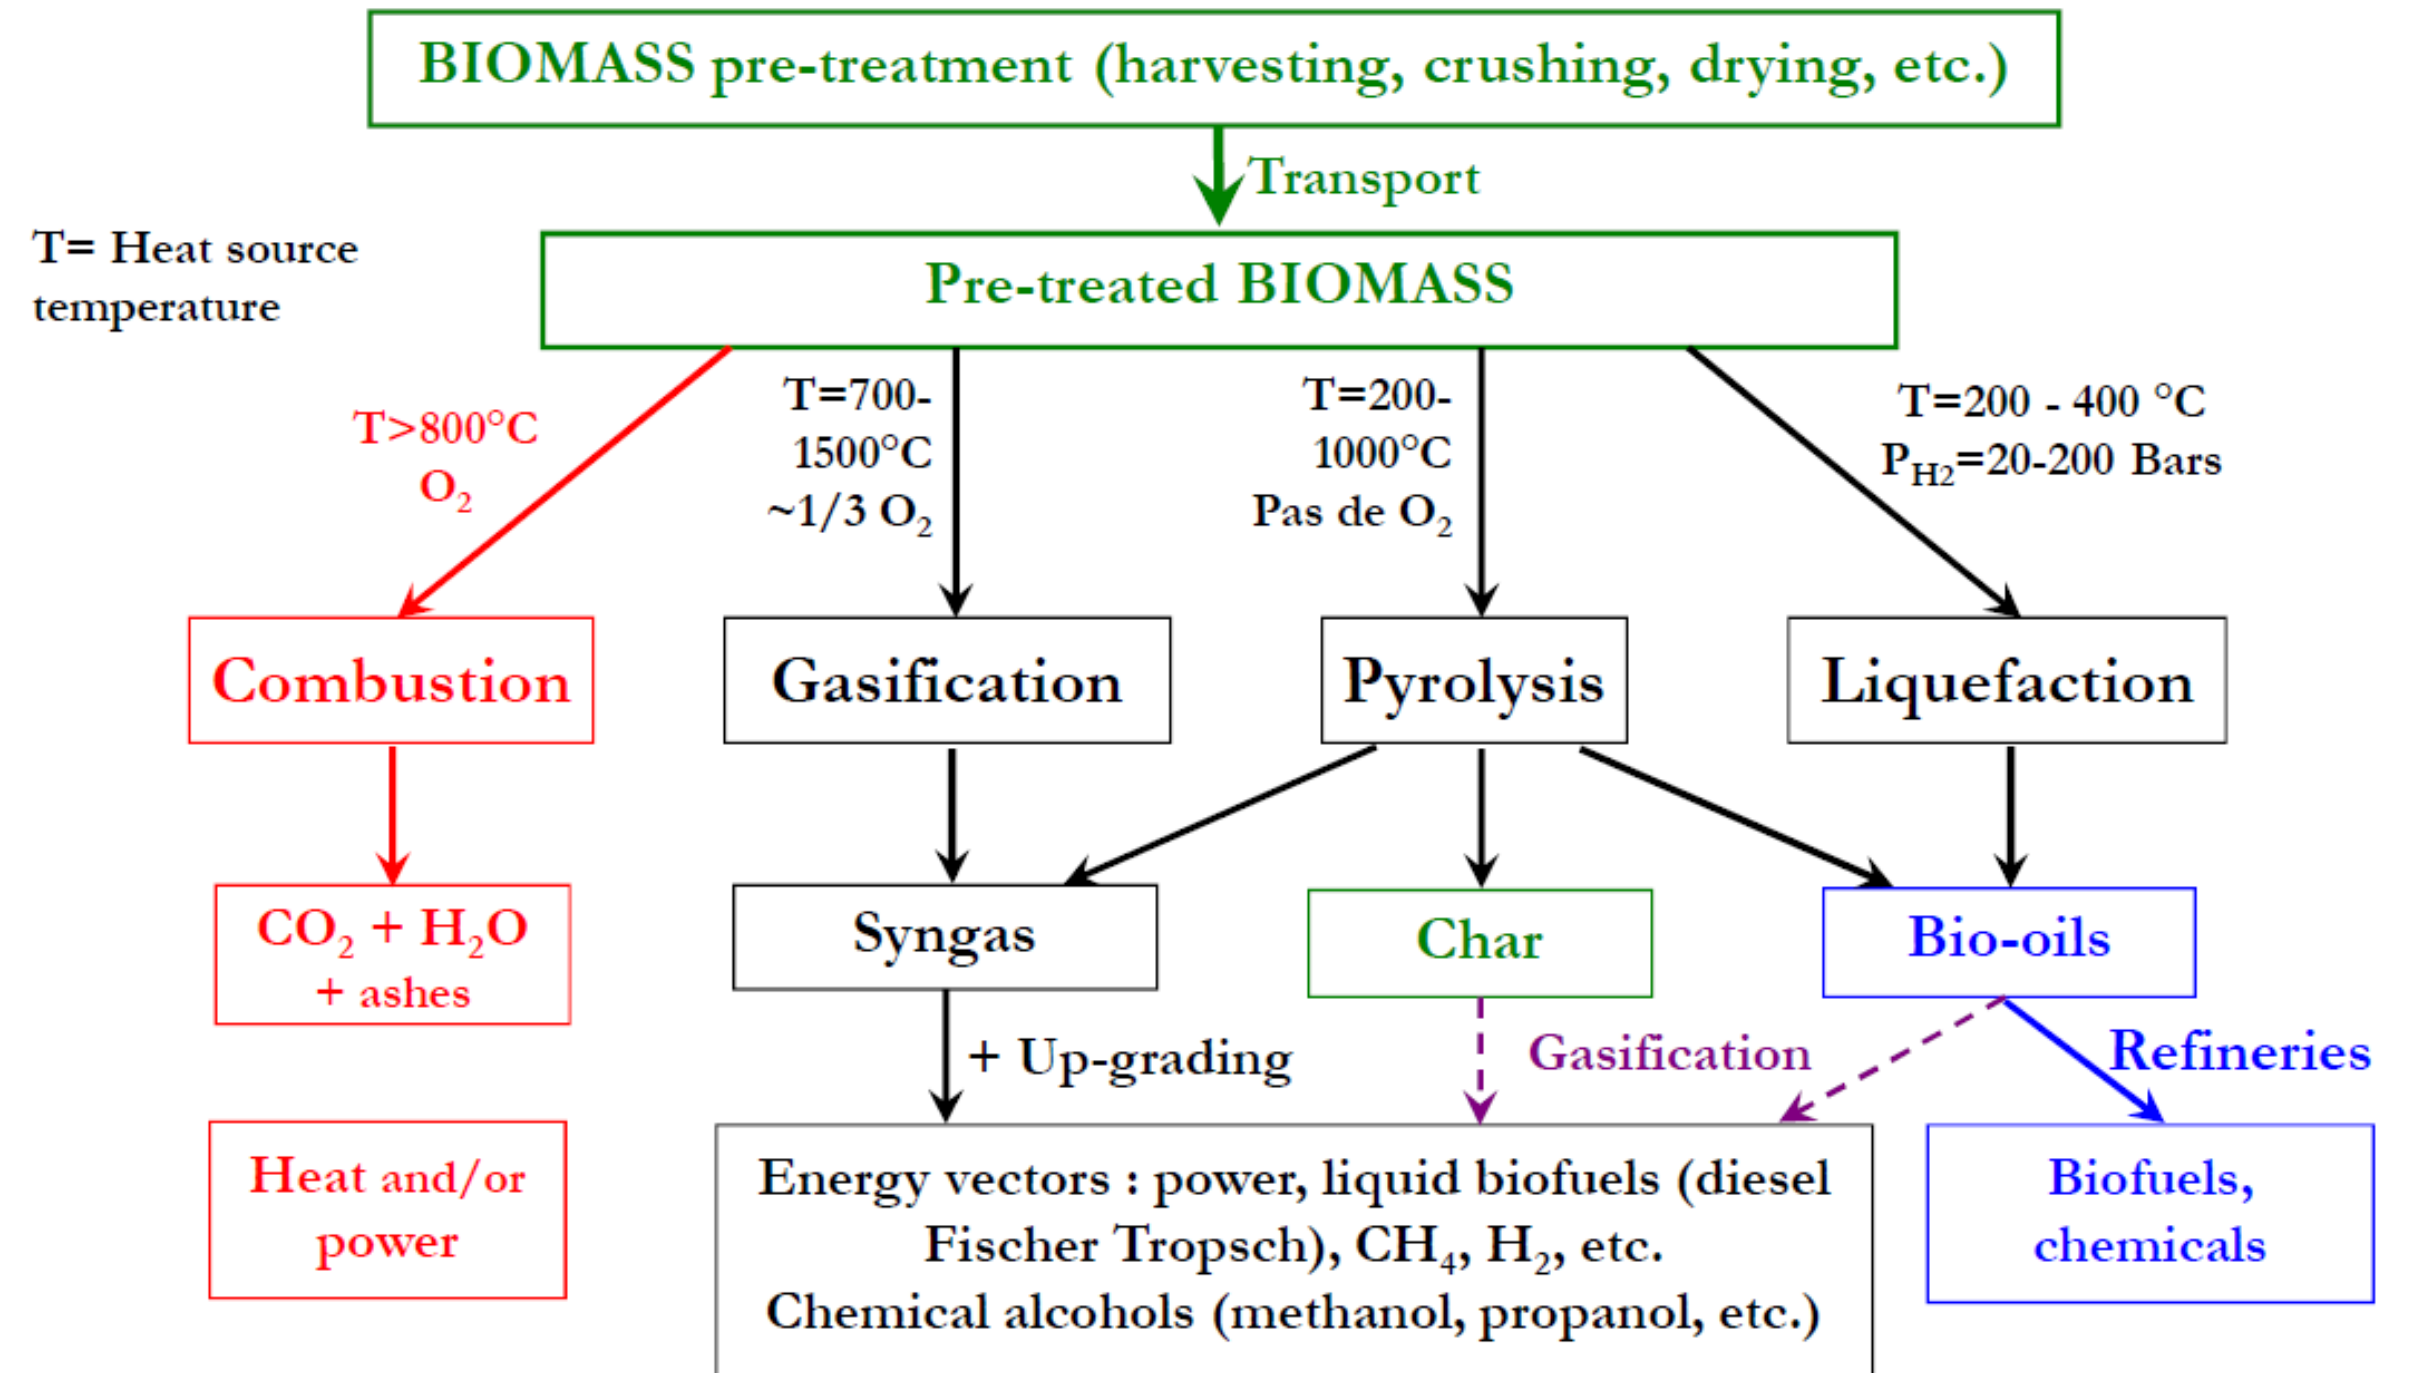 BIOMASS pre-treatment (harvesting, crushing, drying, etc.)
Transport
T= Heat source
temperature
Pre-treated BIOMASS
T>800°C
O₂
T=700-
1500°C
~1/3 O₂
T=200-
1000°C
Pas de O₂
T=200 - 400 °C
P_H2=20-200 Bars
Combustion
Gasification
Pyrolysis
Liquefaction
CO₂ + H₂O
+ ashes
Syngas
Char
Bio-oils
+ Up-grading
Gasification
Refineries
Heat and/or
power
Energy vectors : power, liquid biofuels (diesel
Fischer Tropsch), CH₄, H₂, etc.
Chemical alcohols (methanol, propanol, etc.)
Biofuels,
chemicals